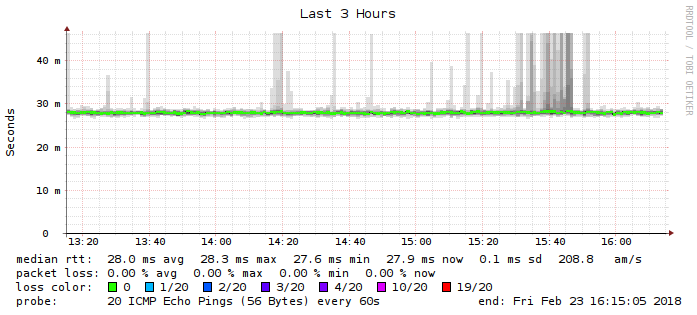 Last 3 Hours
RRDTOOL / TOBI OETIKER
Seconds
40 m
30 m
20 m
10 m
0
13:20 13:40 14:00 14:20 14:40 15:00 15:20 15:40 16:00
median rtt: 28.0 ms avg 28.3 ms max 27.6 ms min 27.9 ms now 0.1 ms sd 208.8 am/s
packet loss: 0.00 % avg 0.00 % max 0.00 % min 0.00 % now
loss color: 0 1/20 2/20 3/20 4/20 10/20 19/20
probe: 20 ICMP Echo Pings (56 Bytes) every 60s end: Fri Feb 23 16:15:05 2018